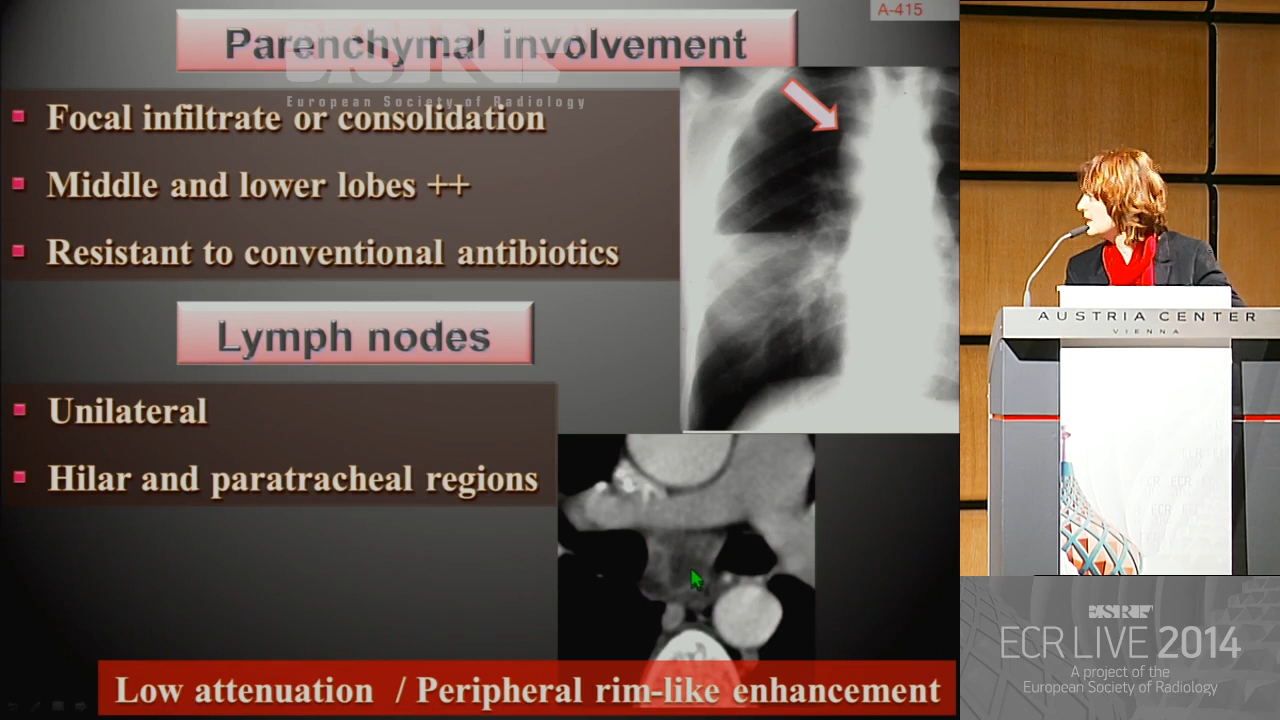 A-415
Parenchymal involvement
European Society of Radiology
Focal infiltrate or consolidation
Middle and lower lobes ++
Resistant to conventional antibiotics
Lymph nodes
Unilateral
Hilar and paratracheal regions
Low attenuation / Peripheral rim-like enhancement
AUSTRIA CENTER
VIENNA
ESR
ECR LIVE 2014
A project of the
European Society of Radiology